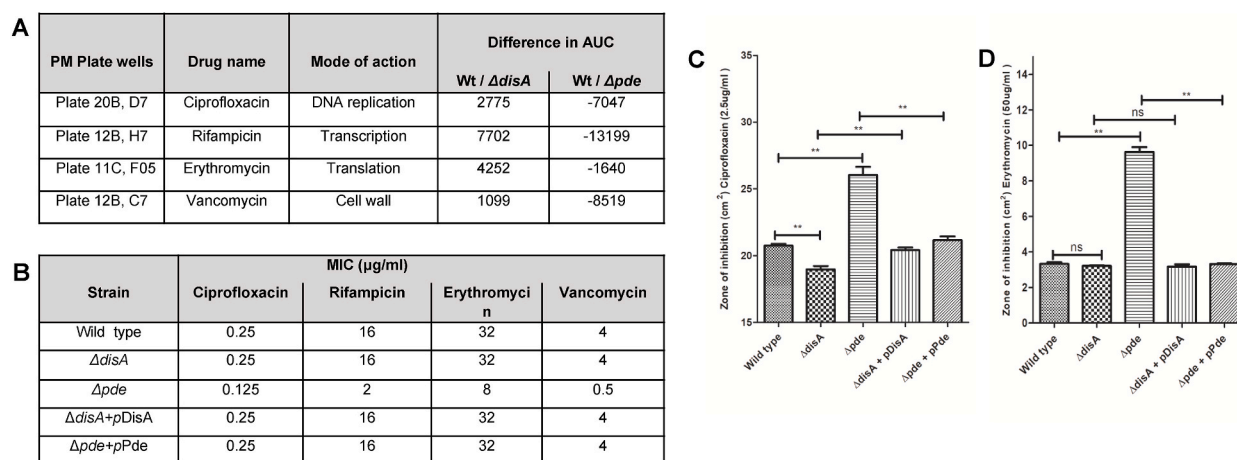 A
PM Plate wells Drug name Mode of action Difference in AUC
Wt / ΔdisA Wt / Δpde
Plate 20B, D7 Ciprofloxacin DNA replication 2775 -7047
Plate 12B, H7 Rifampicin Transcription 7702 -13199
Plate 11C, F05 Erythromycin Translation 4252 -1640
Plate 12B, C7 Vancomycin Cell wall 1099 -8519
B
MIC (µg/ml)
Strain Ciprofloxacin Rifampicin Erythromyci
n Vancomycin
Wild type 0.25 16 32 4
ΔdisA 0.25 16 32 4
Δpde 0.125 2 8 0.5
ΔdisA+pDisA 0.25 16 32 4
Δpde+pPde 0.25 16 32 4
C
Zone of inhibition (cm2) Ciprofloxacin (2.5ug/ml)
35
30
25
20
15
**
**
**
**
Wild type
ΔdisA
Δpde
ΔdisA + pDisA
Δpde + pPde
D
Zone of inhibition (cm2) Erythromycin (50ug/ml)
14
12
10
8
6
4
2
0
**
ns
**
ns
Wild type
ΔdisA
Δpde
ΔdisA + pDisA
Δpde + pPde